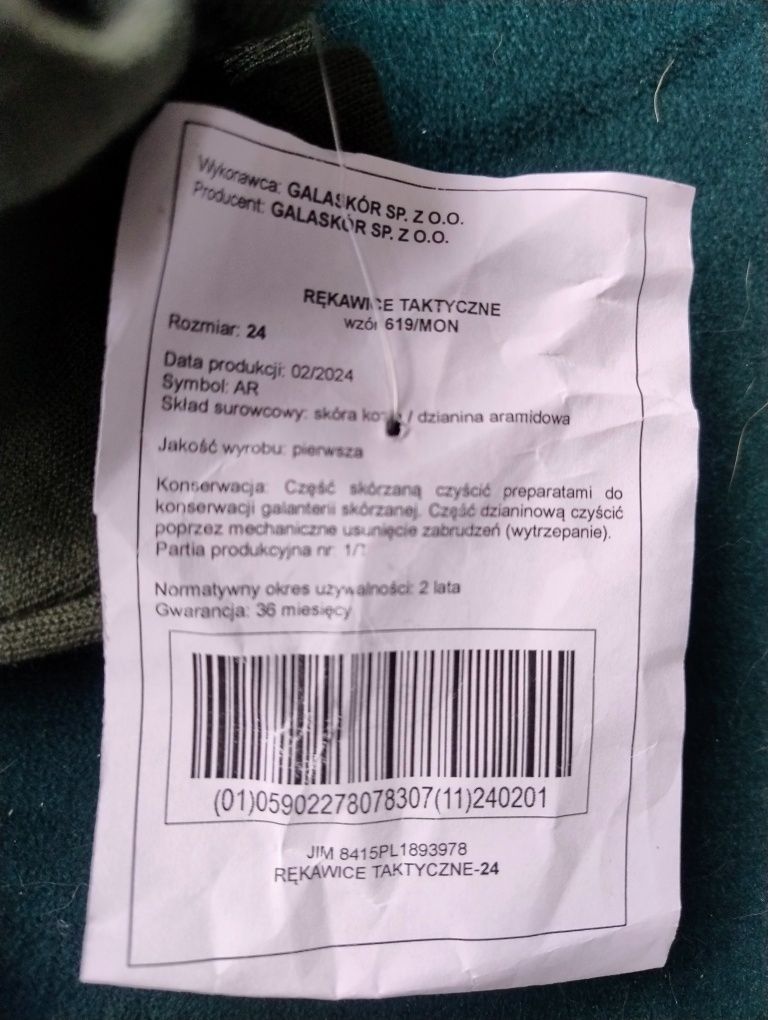 Wykonawca: GALASKÓR SP. Z O.O.
Producent: GALASKÓR SP. Z O.O.
RĘKAWICE TAKTYCZNE
wzór 619/MON
Rozmiar: 24
Data produkcji: 02/2024
Symbol: AR
Skład surowcowy: skóra / dzianina aramidowa
Jakość wyrobu: pierwsza
Konserwacja: Część skórzaną czyścić preparatami do
konserwacji galanterii skórzanej. Część dzianinową czyścić
poprzez mechaniczne usunięcie zabrudzeń (wytrzepanie).
Partia produkcyjna nr:
Normatywny okres używalności: 2 lata
Gwarancja: 36 miesięcy
(01)05902278078307(11)240201
JIM 8415PL1893978
RĘKAWICE TAKTYCZNE-24